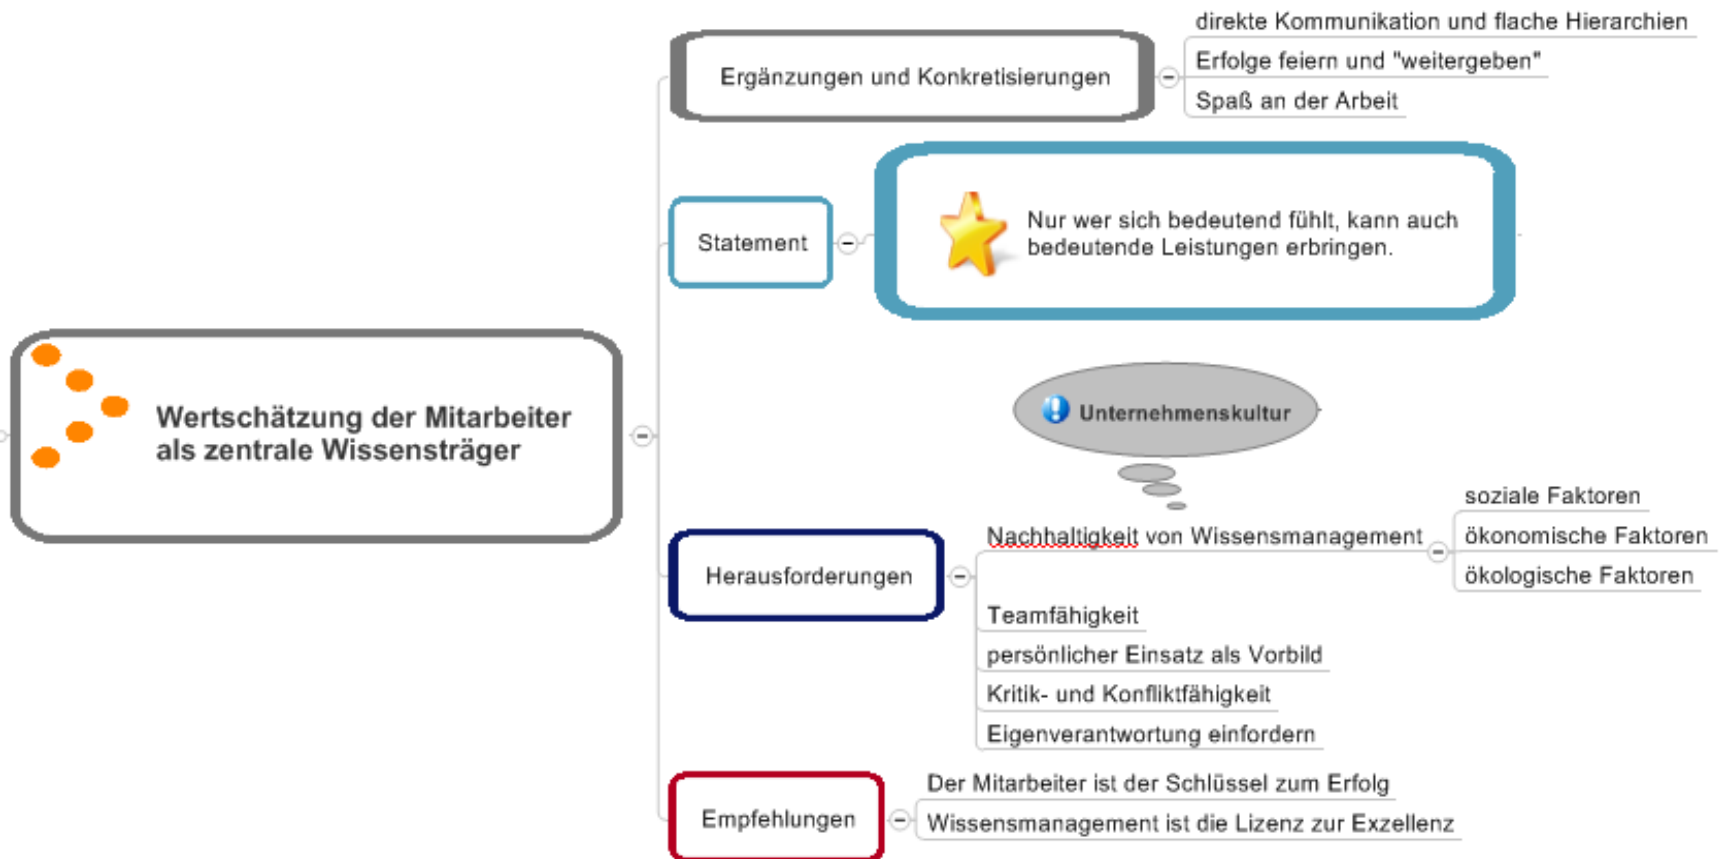 Wertschätzung der Mitarbeiter
als zentrale Wissensträger
Ergänzungen und Konkretisierungen
direkte Kommunikation und flache Hierarchien
Erfolge feiern und "weitergeben"
Spaß an der Arbeit
Statement
Nur wer sich bedeutend fühlt, kann auch
bedeutende Leistungen erbringen.
Unternehmenskultur
Herausforderungen
Nachhaltigkeit von Wissensmanagement
soziale Faktoren
ökonomische Faktoren
ökologische Faktoren
Teamfähigkeit
persönlicher Einsatz als Vorbild
Kritik- und Konfliktfähigkeit
Eigenverantwortung einfordern
Empfehlungen
Der Mitarbeiter ist der Schlüssel zum Erfolg
Wissensmanagement ist die Lizenz zur Exzellenz